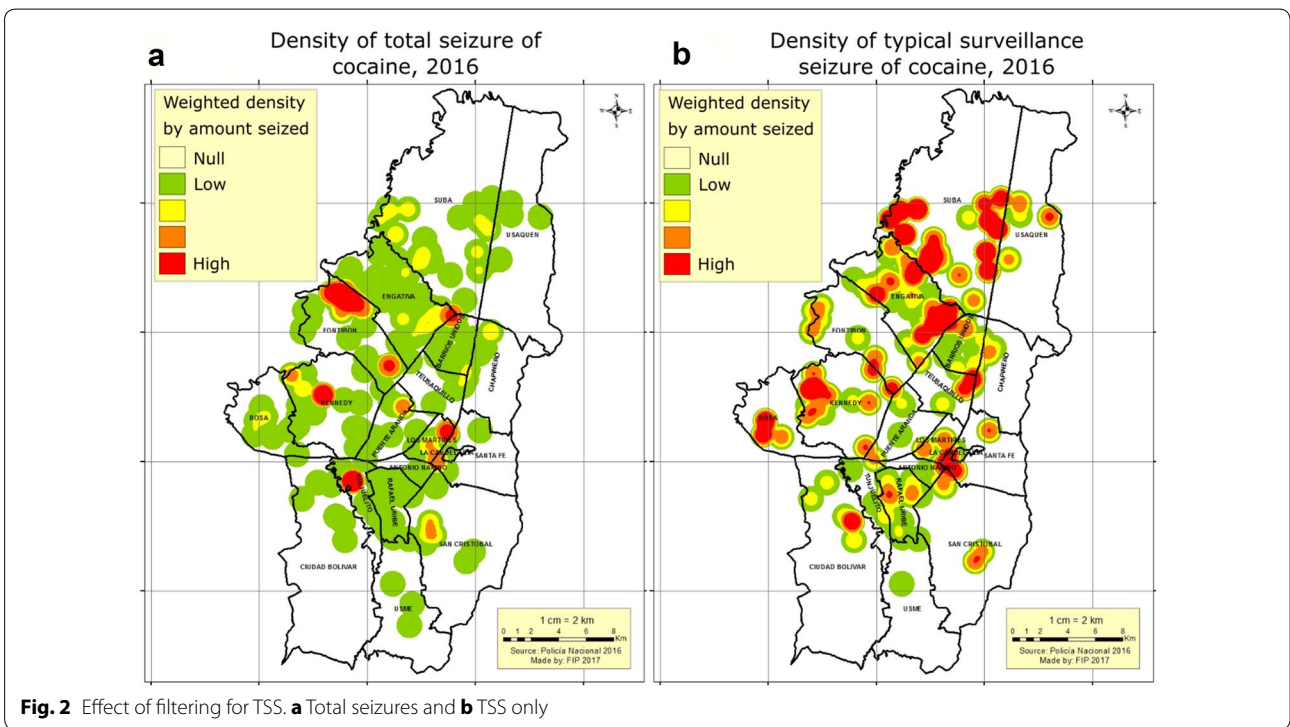 a
Density of total seizure of
cocaine, 2016
Weighted density
by amount seized
Null
Low
High
N
W E
S
SUBA
USAQUEN
ENGATIVA
FONTIBON
BARRIOS UNIDOS
CHAPINERO
TEUSAQUILLO
KENNEDY
BOSA
PUENTE ARANDA
LOS MARTIRES
LA CANDELARIA
SANTA FE
ANTONIO NARIÑO
TUNJUELITO
RAFAEL URIBE
SAN CRISTOBAL
CIUDAD BOLIVAR
USME
1 cm = 2 km
0 1 2 4 6 8
Km
Source: Policía Nacional 2016
Made by: FIP 2017
b
Density of typical surveillance
seizure of cocaine, 2016
Weighted density
by amount seized
Null
Low
High
N
W E
S
SUBA
USAQUEN
ENGATIVA
FONTIBON
BARRIOS UNIDOS
CHAPINERO
TEUSAQUILLO
KENNEDY
BOSA
PUENTE ARANDA
LOS MARTIRES
LA CANDELARIA
SANTA FE
ANTONIO NARIÑO
TUNJUELITO
RAFAEL URIBE
SAN CRISTOBAL
CIUDAD BOLIVAR
USME
1 cm = 2 km
0 1 2 4 6 8
Km
Source: Policía Nacional 2016
Made by: FIP 2017
Fig. 2 Effect of filtering for TSS. a Total seizures and b TSS only